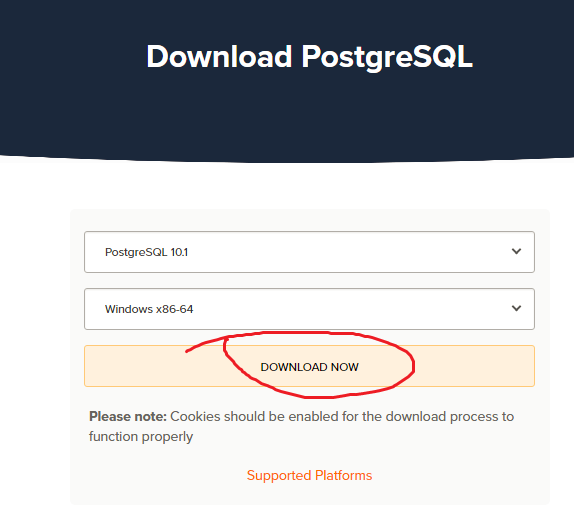 Download PostgreSQL
PostgreSQL 10.1
Windows x86-64
DOWNLOAD NOW
Please note: Cookies should be enabled for the download process to
function properly
Supported Platforms